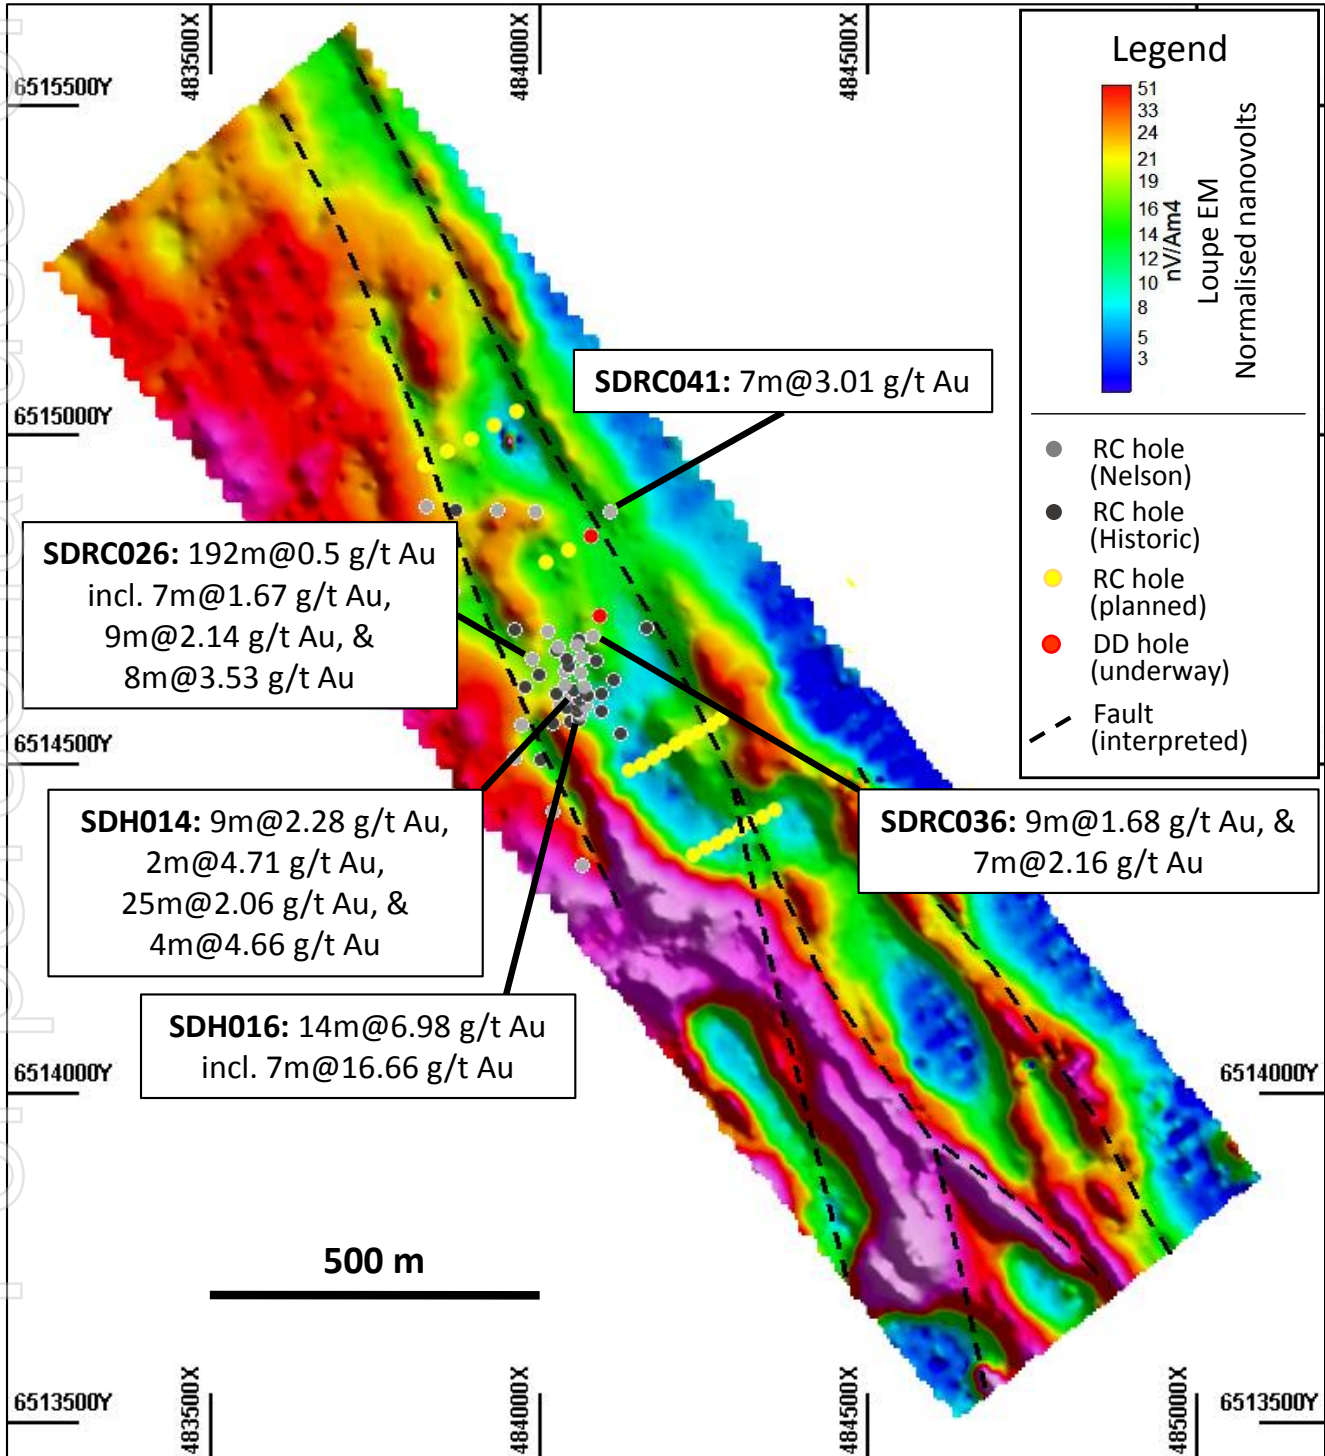 483500X
484000X
484500X
6515500Y
Legend
51
33
24
21
19
16
14
12
10
8
5
3
nV/Am4
Loupe EM
Normalised nanovolts
RC hole
(Nelson)
RC hole
(Historic)
RC hole
(planned)
DD hole
(underway)
Fault
(interpreted)
SDRC041: 7m@3.01 g/t Au
6515000Y
SDRC026: 192m@0.5 g/t Au
incl. 7m@1.67 g/t Au,
9m@2.14 g/t Au, &
8m@3.53 g/t Au
6514500Y
SDH014: 9m@2.28 g/t Au,
2m@4.71 g/t Au,
25m@2.06 g/t Au, &
4m@4.66 g/t Au
SDRC036: 9m@1.68 g/t Au, &
7m@2.16 g/t Au
SDH016: 14m@6.98 g/t Au
incl. 7m@16.66 g/t Au
6514000Y
6514000Y
500 m
6513500Y
483500X
484000X
484500X
485000X
6513500Y